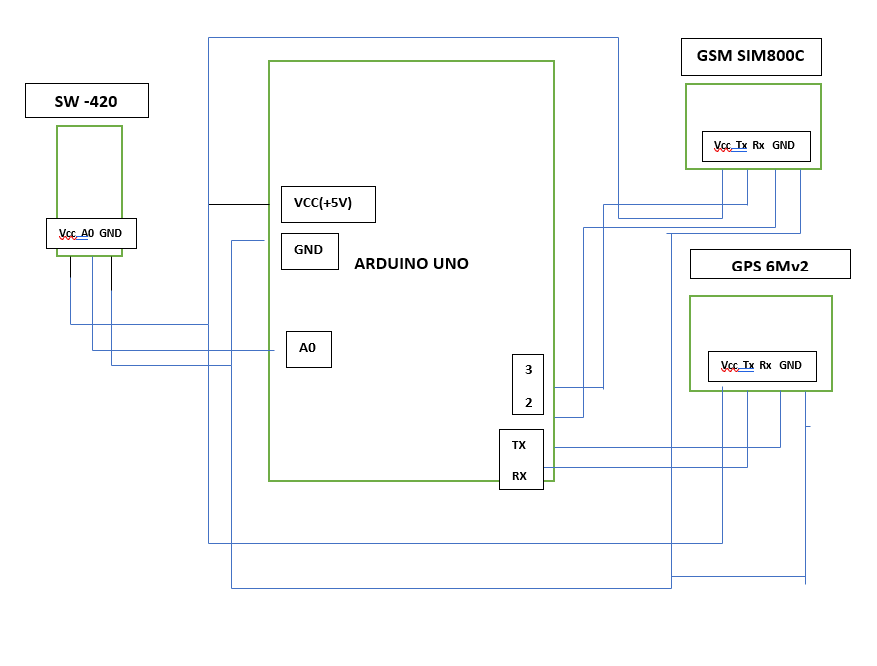 SW -420
Vcc A0 GND
VCC(+5V)
GND
ARDUINO UNO
A0
3
2
TX
RX
GSM SIM800C
Vcc Tx Rx GND
GPS 6Mv2
Vcc Tx Rx GND